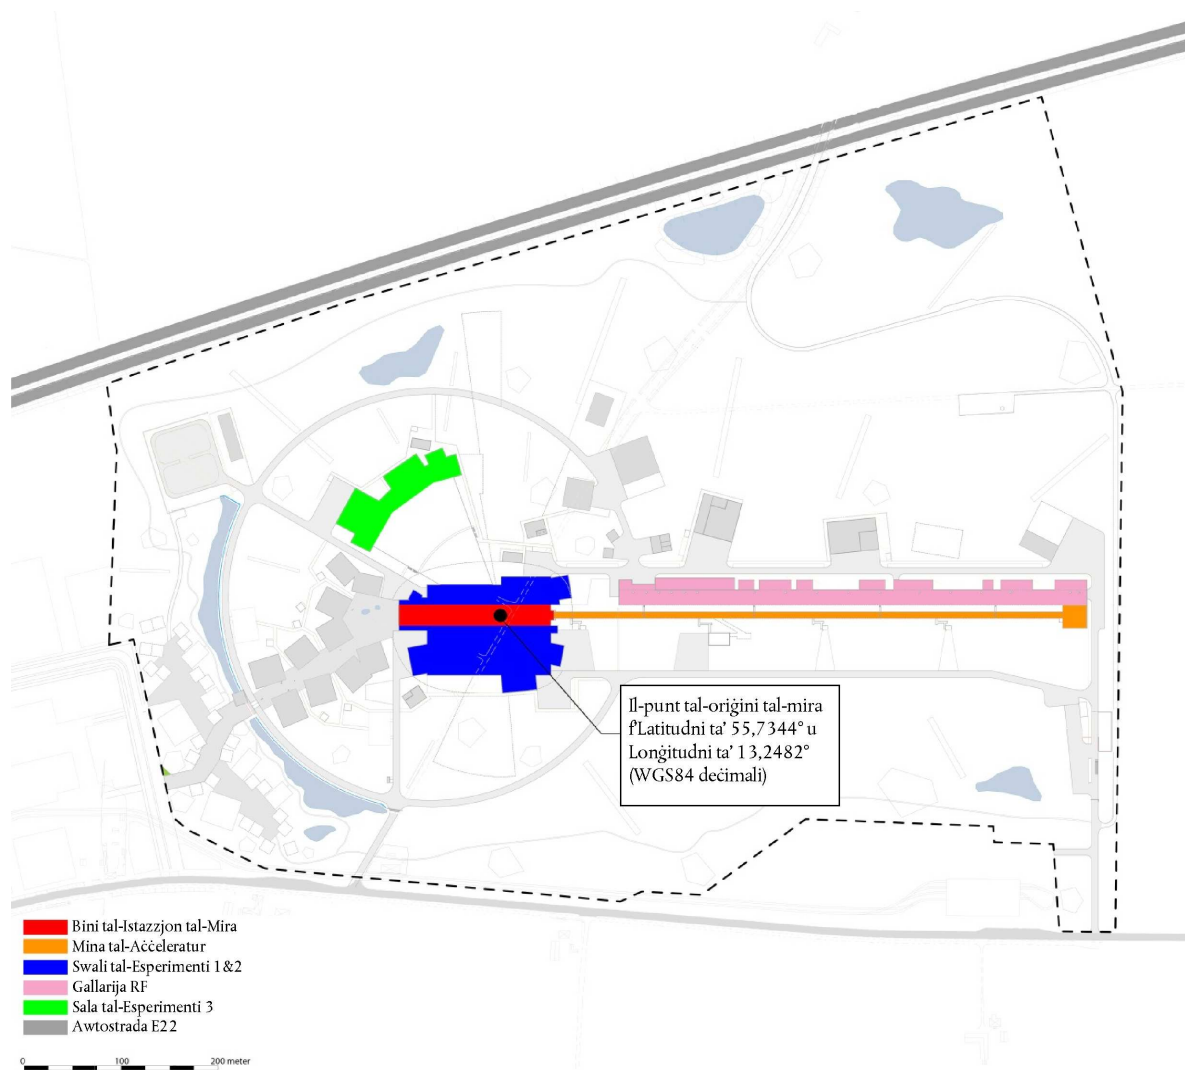 Il-punt tal-oriġini tal-mira
f'Latitudni ta' 55,7344° u
Lonġitudni ta' 13,2482°
(WGS84 deċimali)
Bini tal-Istazzjon tal-Mira
Mina tal-Aċċeleratur
Swali tal-Esperimenti 1&2
Gallarija RF
Sala tal-Esperimenti 3
Awtostrada E22
0 100 200 meter